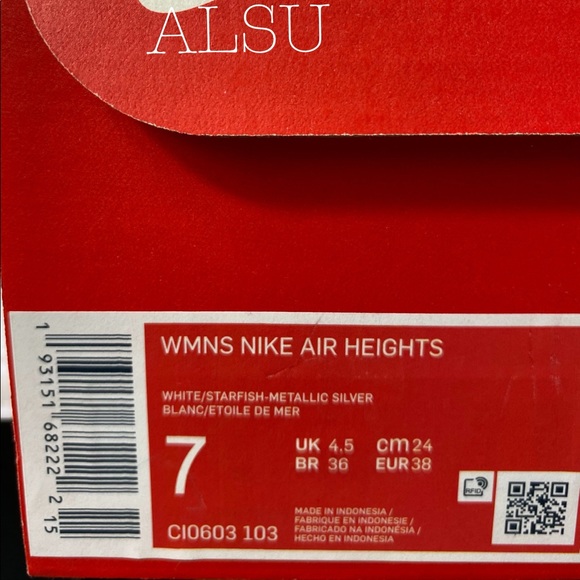 ALSU
WMNS NIKE AIR HEIGHTS
WHITE/STARFISH-METALLIC SILVER
BLANC/ETOILE DE MER
7
UK 4.5 cm 24
BR 36 EUR 38
CI0603 103
MADE IN INDONESIA /
FABRIQUE EN INDONESIE /
FABRICADO NA INDONÉSIA /
HECHO EN INDONESIA
RFID
1 93151 68222 2 15